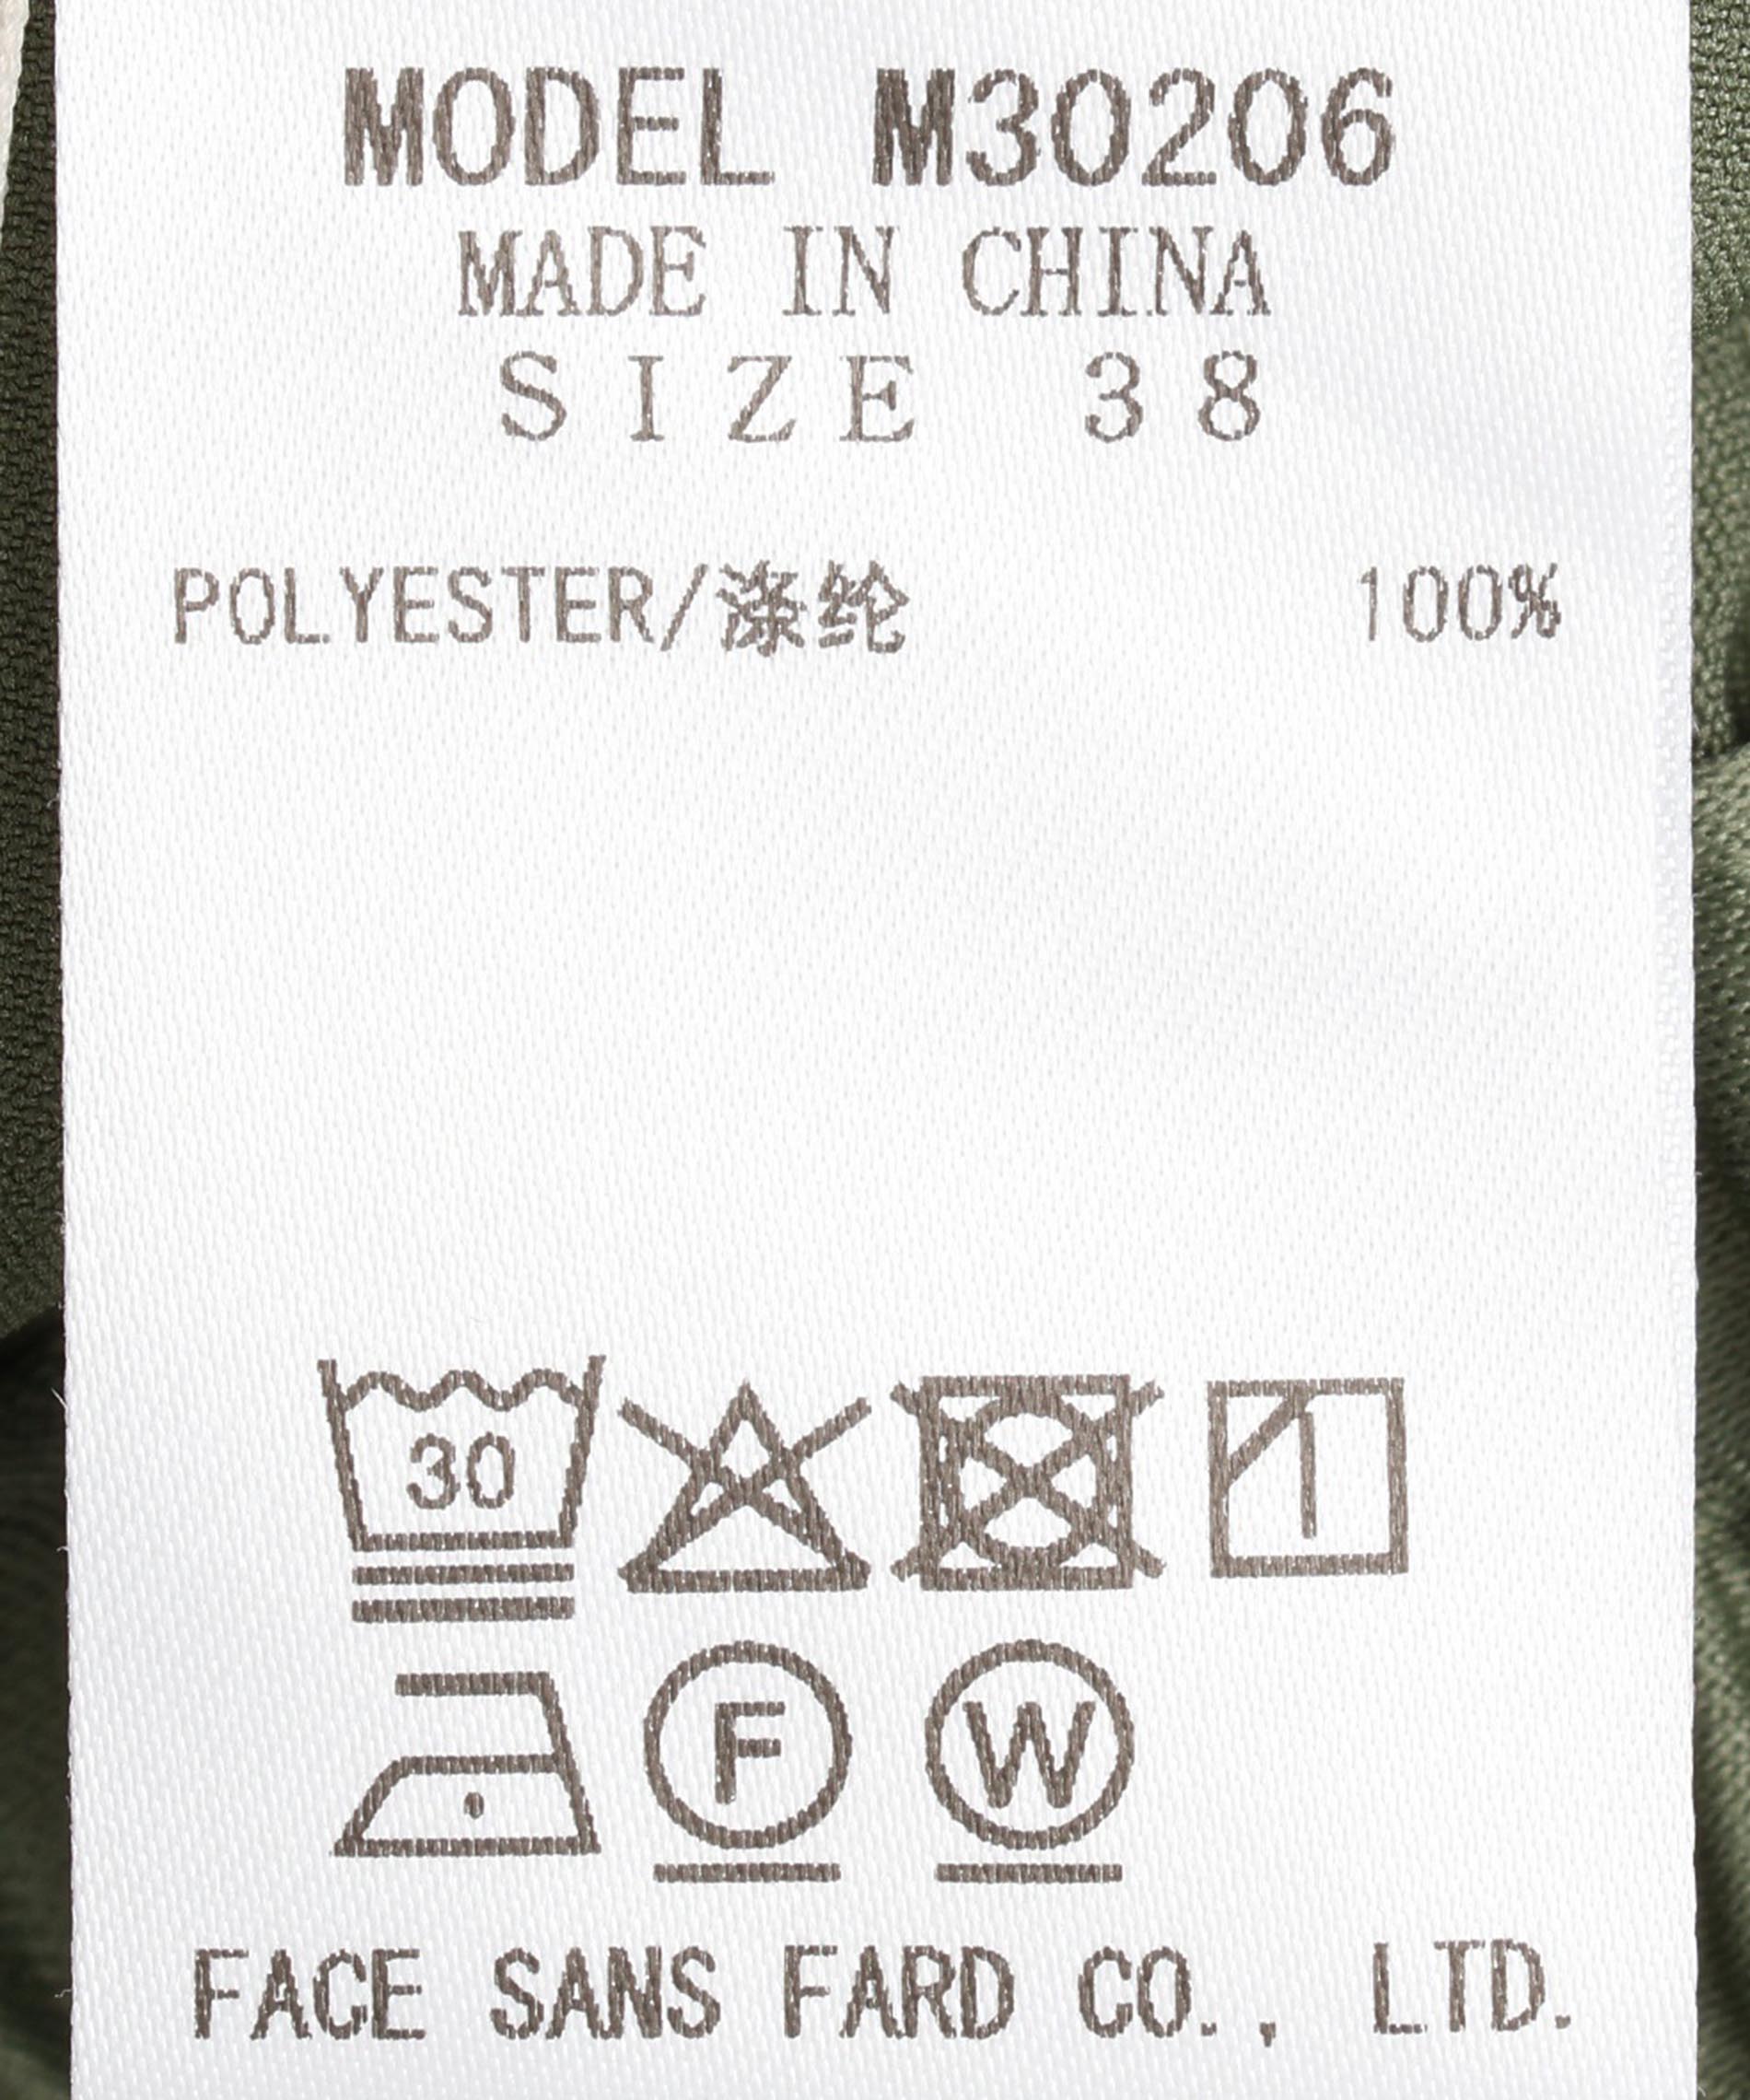 MODEL M30206
MADE IN CHINA
SIZE 38
POLYESTER/涤纶 100%
30
F W
FACE SANS FARD CO., LTD.